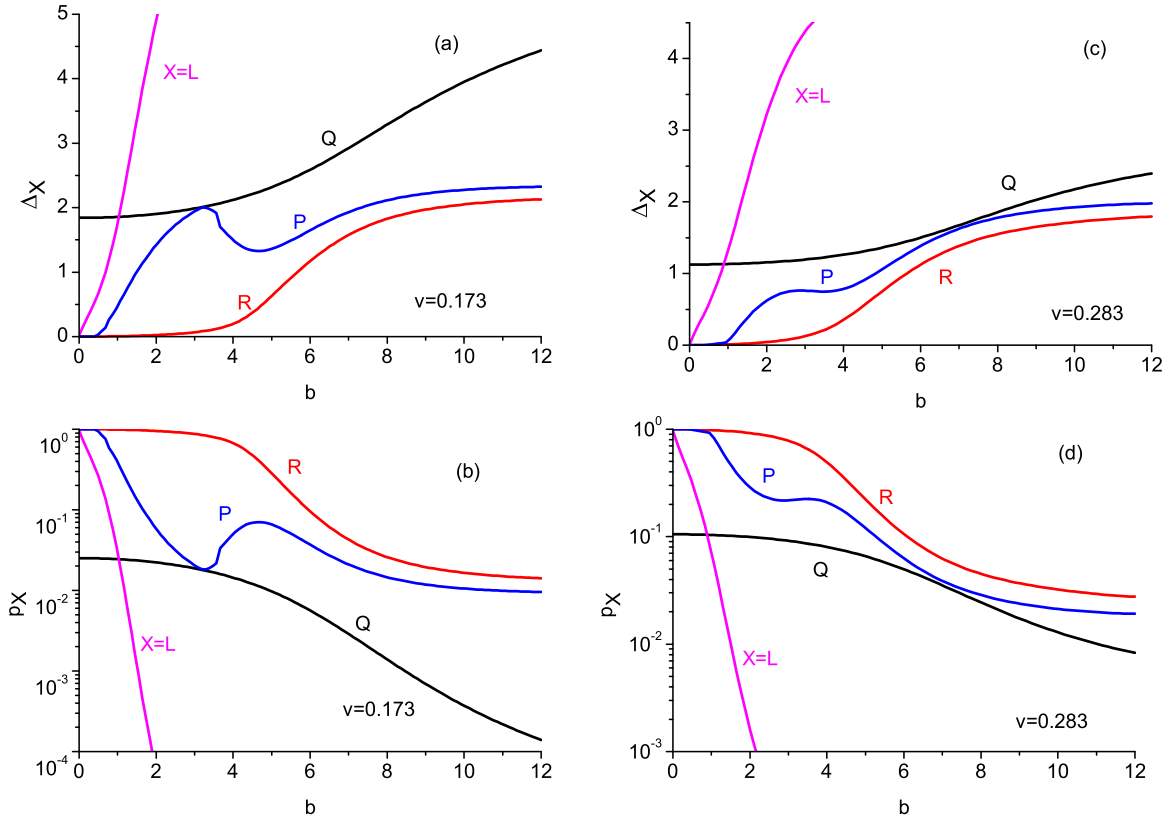 5
4
3
2
1
0
ΔX
X=L
(a)
Q
P
R
v=0.173
0 2 4 6 8 10 12
b
4
3
2
1
0
ΔX
X=L
(c)
Q
P
R
v=0.283
0 2 4 6 8 10 12
b
10^0
10^-1
10^-2
10^-3
10^-4
pX
(b)
R
P
Q
X=L
v=0.173
0 2 4 6 8 10 12
b
10^0
10^-1
10^-2
10^-3
pX
(d)
P
R
Q
X=L
v=0.283
0 2 4 6 8 10 12
b